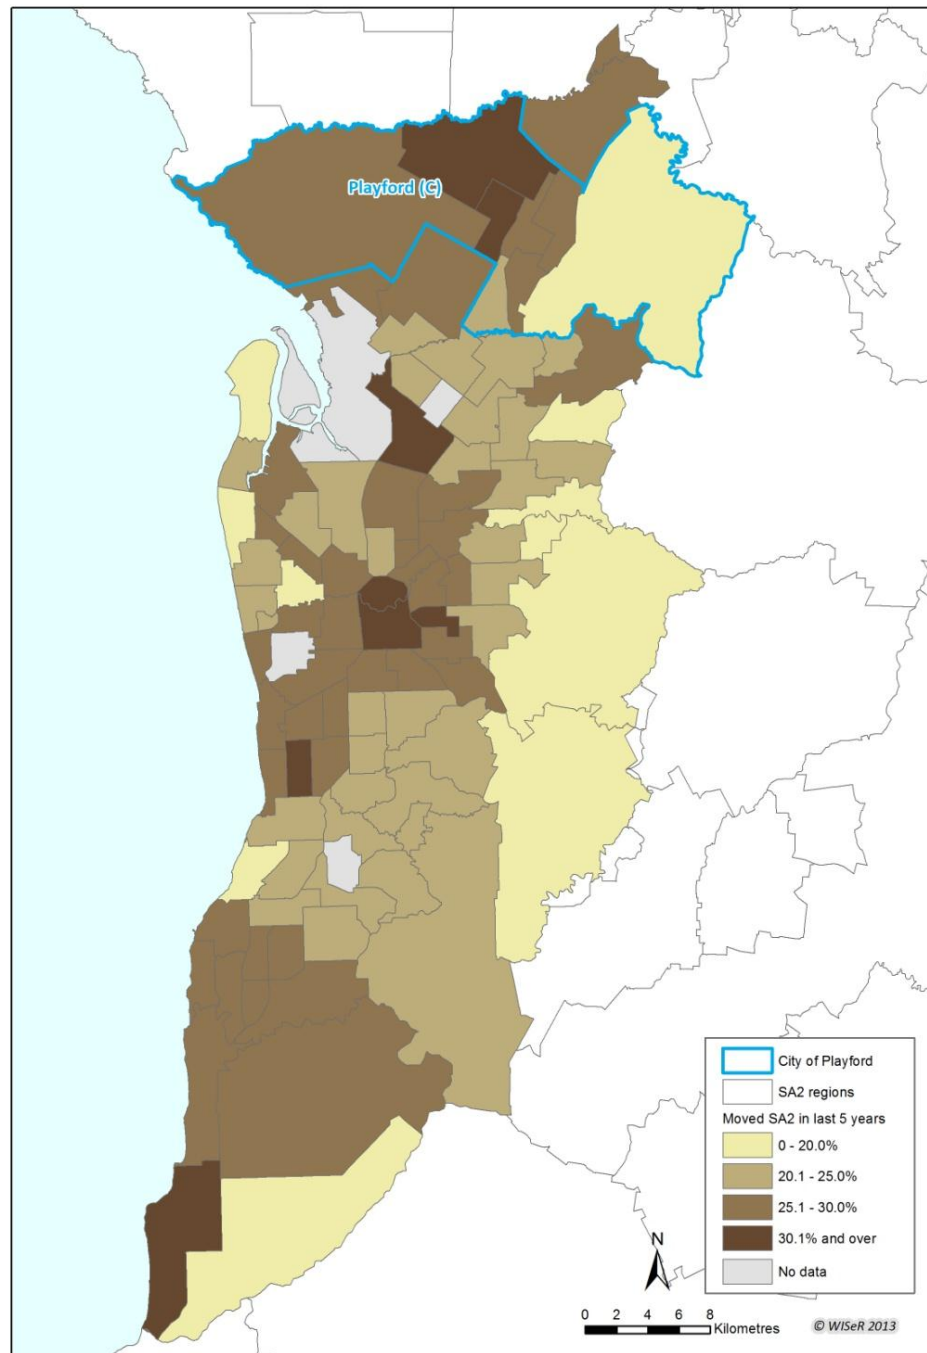 Playford (C)
City of Playford
SA2 regions
Moved SA2 in last 5 years
0 - 20.0%
20.1 - 25.0%
25.1 - 30.0%
30.1% and over
No data
N
0 2 4 6 8
Kilometres
© WISeR 2013